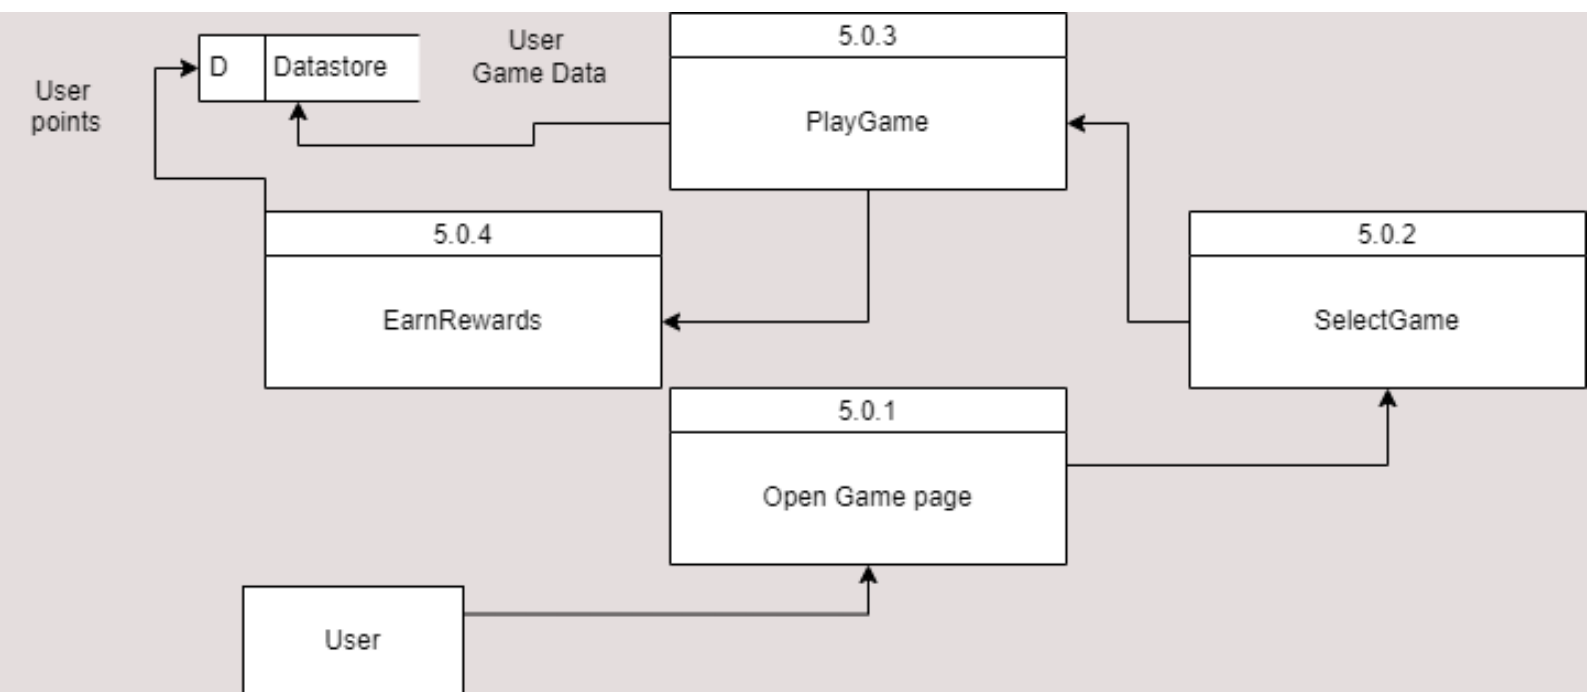 User
Game Data
5.0.3
D
Datastore
User
points
PlayGame
5.0.4
5.0.2
EarnRewards
SelectGame
5.0.1
Open Game page
User